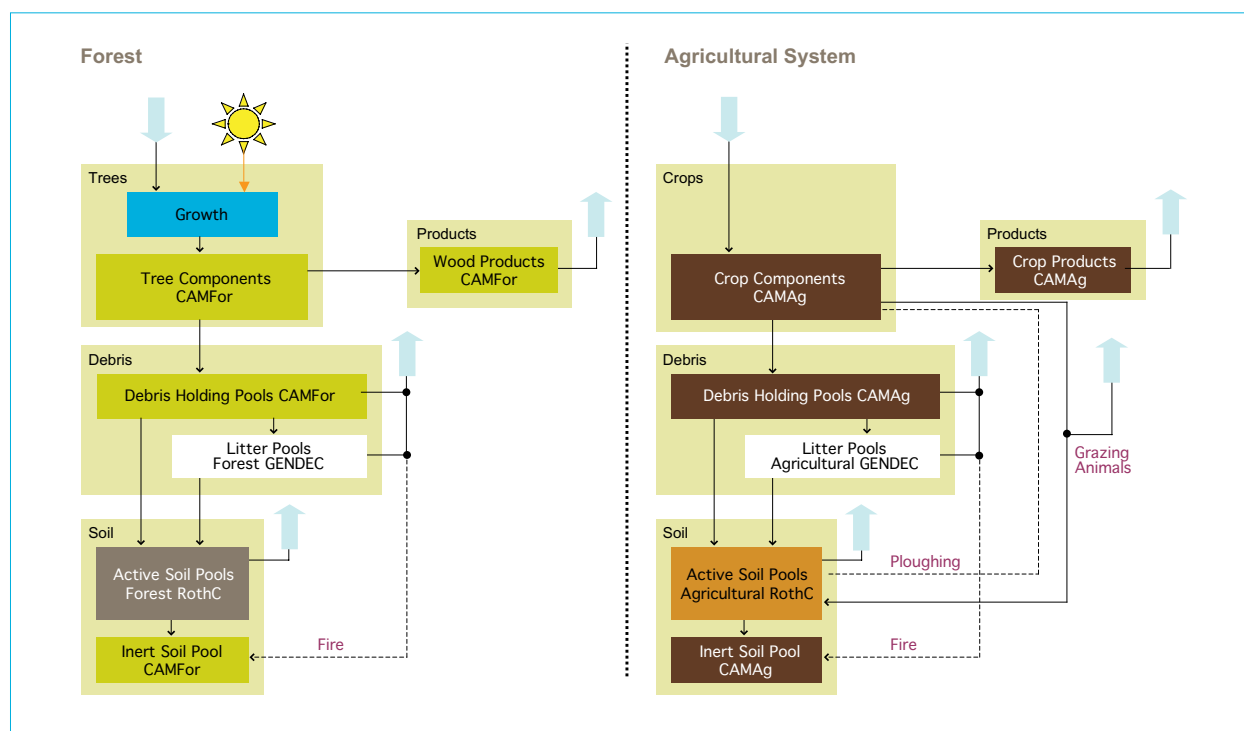 Forest
Trees
Growth
Tree Components
CAMFor
Products
Wood Products
CAMFor
Debris
Debris Holding Pools CAMFor
Litter Pools
Forest GENDEC
Soil
Active Soil Pools
Forest RothC
Inert Soil Pool
CAMFor
Fire
Agricultural System
Crops
Crop Components
CAMAg
Products
Crop Products
CAMAg
Debris
Debris Holding Pools CAMAg
Litter Pools
Agricultural GENDEC
Grazing
Animals
Soil
Active Soil Pools
Agricultural RothC
Ploughing
Inert Soil Pool
CAMAg
Fire